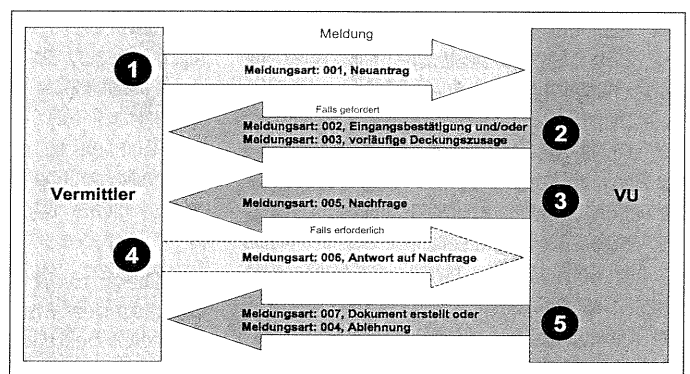 Meldung
1
Meldungsart: 001, Neuantrag
Falls gefordert
Meldungsart: 002, Eingangsbestätigung und/oder
Meldungsart: 003, vorläufige Deckungszusage
2
Vermittler
Meldungsart: 005, Nachfrage
3
VU
Falls erforderlich
4
Meldungsart: 006, Antwort auf Nachfrage
Meldungsart: 007, Dokument erstellt oder
Meldungsart: 004, Ablehnung
5